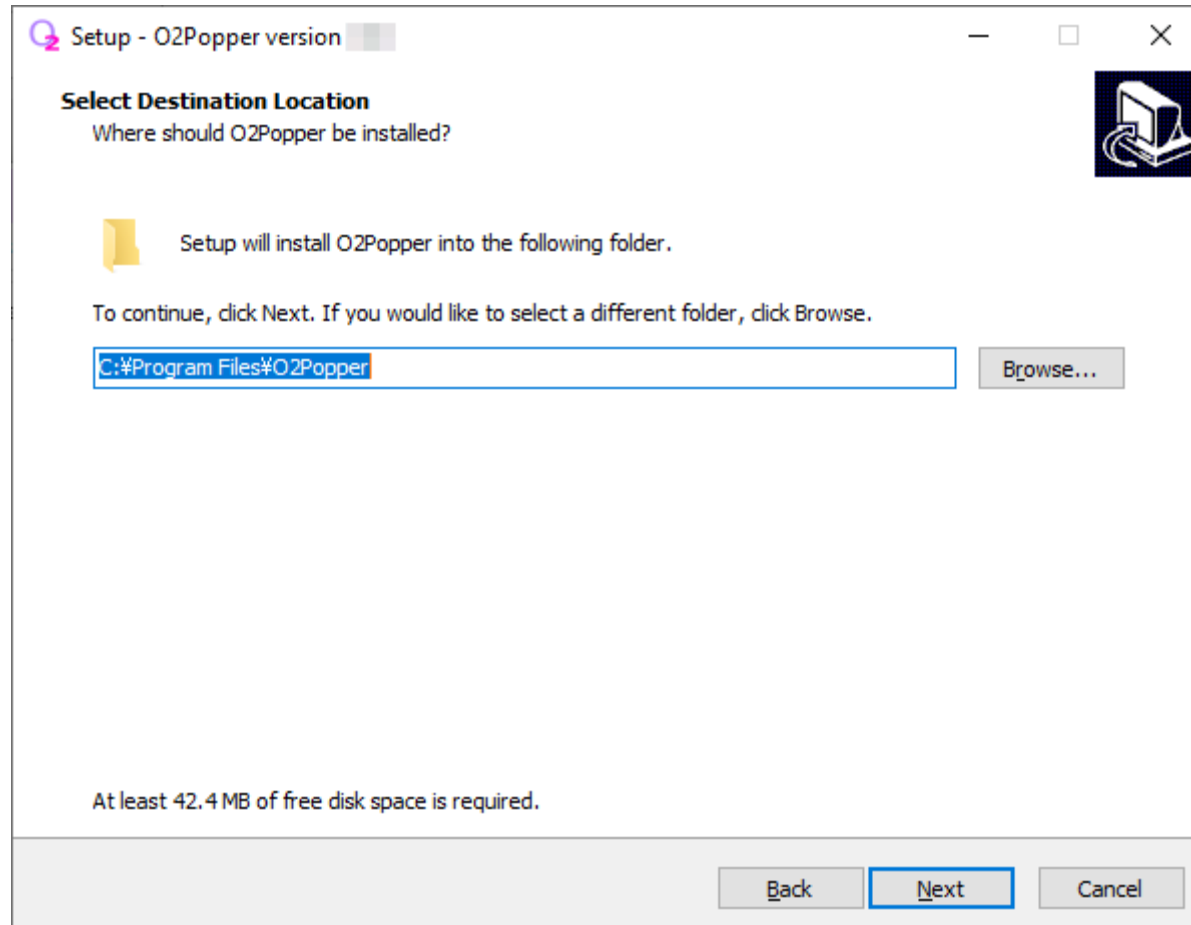 Setup - O2Popper version
Select Destination Location
Where should O2Popper be installed?
Setup will install O2Popper into the following folder.
To continue, click Next. If you would like to select a different folder, click Browse.
C:¥Program Files¥O2Popper
Browse...
At least 42.4 MB of free disk space is required.
Back
Next
Cancel